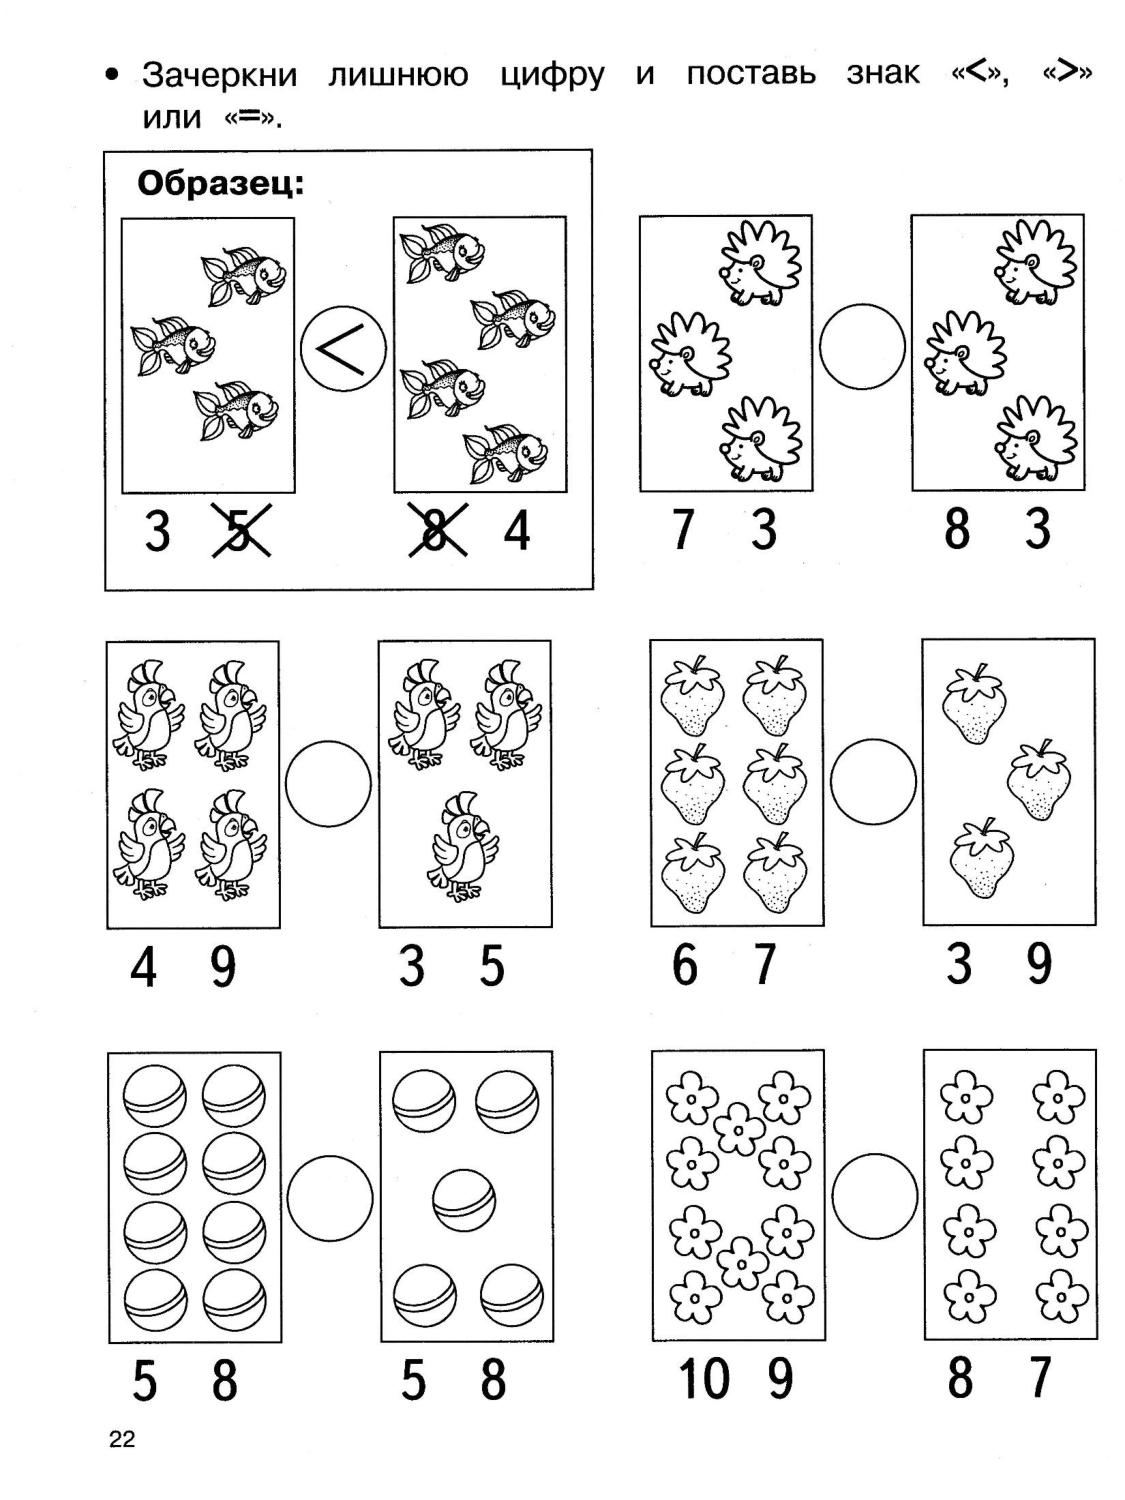 • Зачеркни лишнюю цифру и поставь знак «<», «>»
или «=».
Образец:
<
3 5 8 4
7 3 8 3
4 9 3 5
6 7 3 9
5 8 5 8
10 9 8 7
22